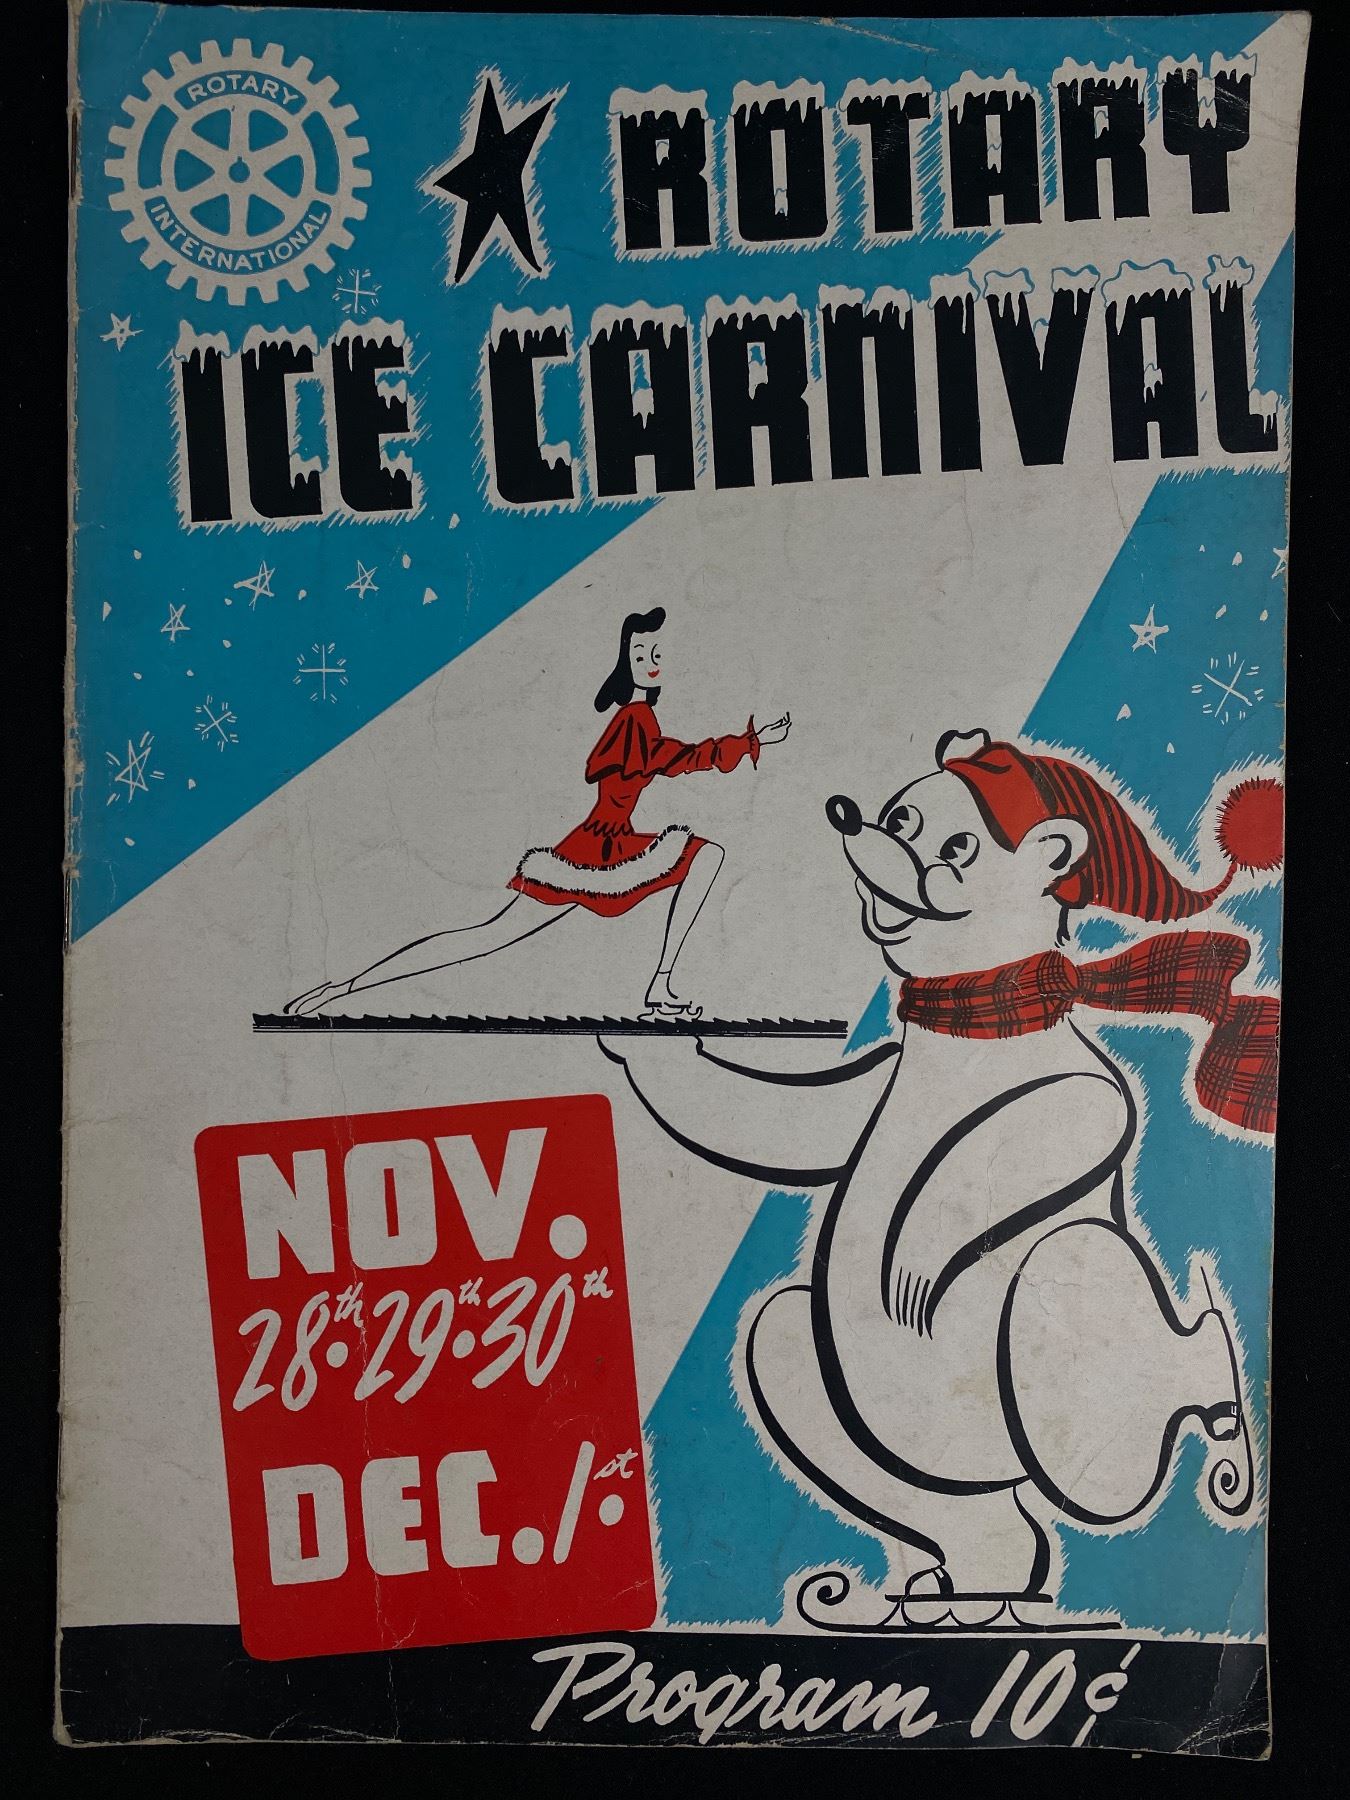 ROTARY
INTERNATIONAL
ROTARY
ICE CARNIVAL
NOV.
28th • 29th • 30th
DEC. 1st.
Program 10¢